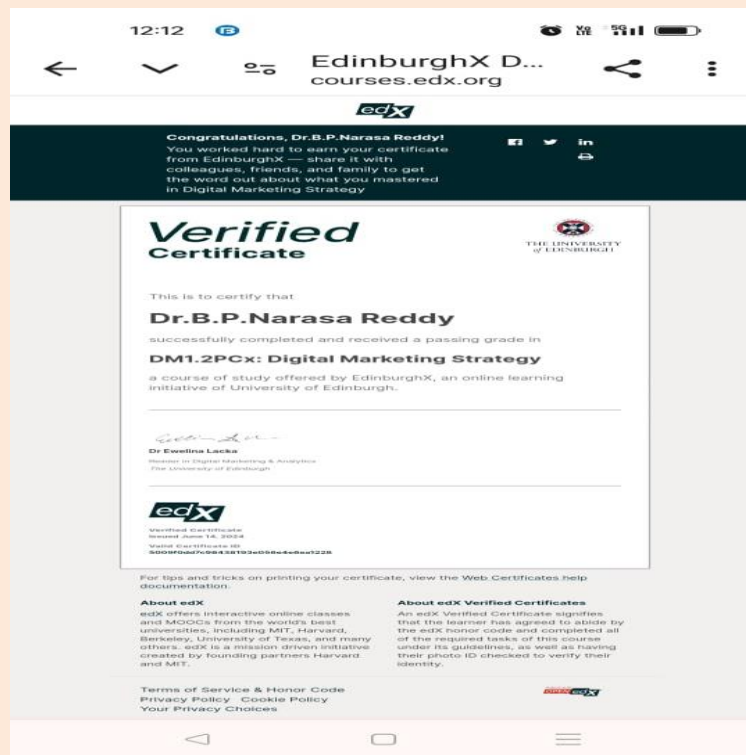 12:12
Vo LTE 5G
EdinburghX D...
courses.edx.org
edX
Congratulations, Dr.B.P.Narasa Reddy!
You worked hard to earn your certificate
from EdinburghX — share it with
colleagues, friends, and family to get
the word out about what you mastered
in Digital Marketing Strategy
in
Verified
Certificate
THE UNIVERSITY
of EDINBURGH
This is to certify that
Dr.B.P.Narasa Reddy
successfully completed and received a passing grade in
DM1.2PCx: Digital Marketing Strategy
a course of study offered by EdinburghX, an online learning
initiative of University of Edinburgh.
Dr Ewelina Lacka
Reader in Digital Marketing & Analytics
The University of Edinburgh
edX
Verified Certificate
Issued June 14, 2024
Valid Certificate ID
For tips and tricks on printing your certificate, view the Web Certificates help
documentation.
About edX
edX offers interactive online classes
and MOOCs from the world's best
universities, including MIT, Harvard,
Berkeley, University of Texas, and many
others. edX is a mission driven initiative
created by founding partners Harvard
and MIT.
About edX Verified Certificates
An edX Verified Certificate signifies
that the learner has agreed to abide by
the edX honor code and completed all
of the required tasks of this course
under its guidelines, as well as having
their photo ID checked to verify their
identity.
Terms of Service & Honor Code
Privacy Policy Cookie Policy
Your Privacy Choices
OPEN edX